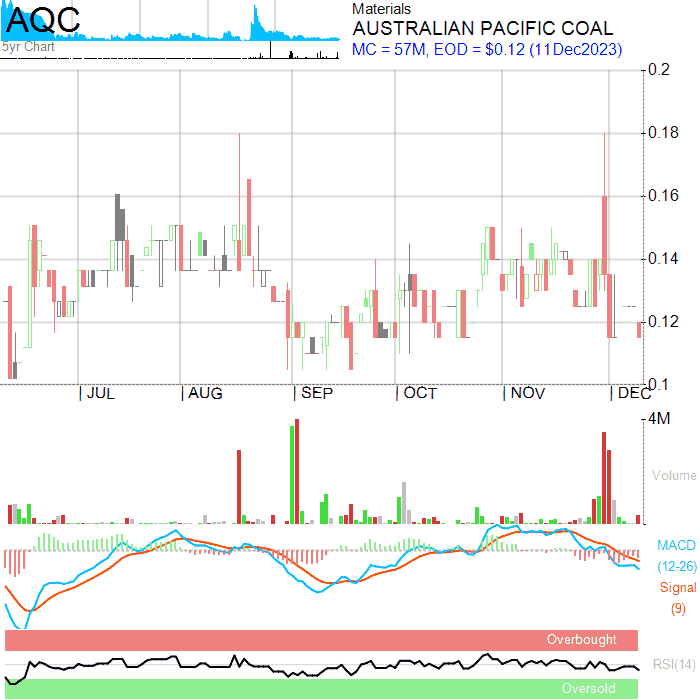 AQC
5yr Chart
Materials
AUSTRALIAN PACIFIC COAL
MC = 57M, EOD = $0.12 (11Dec2023)
0.2
0.18
0.16
0.14
0.12
0.1
JUL AUG SEP OCT NOV DEC
4M
Volume
MACD
(12-26)
Signal
(9)
Overbought
RSI(14)
Oversold